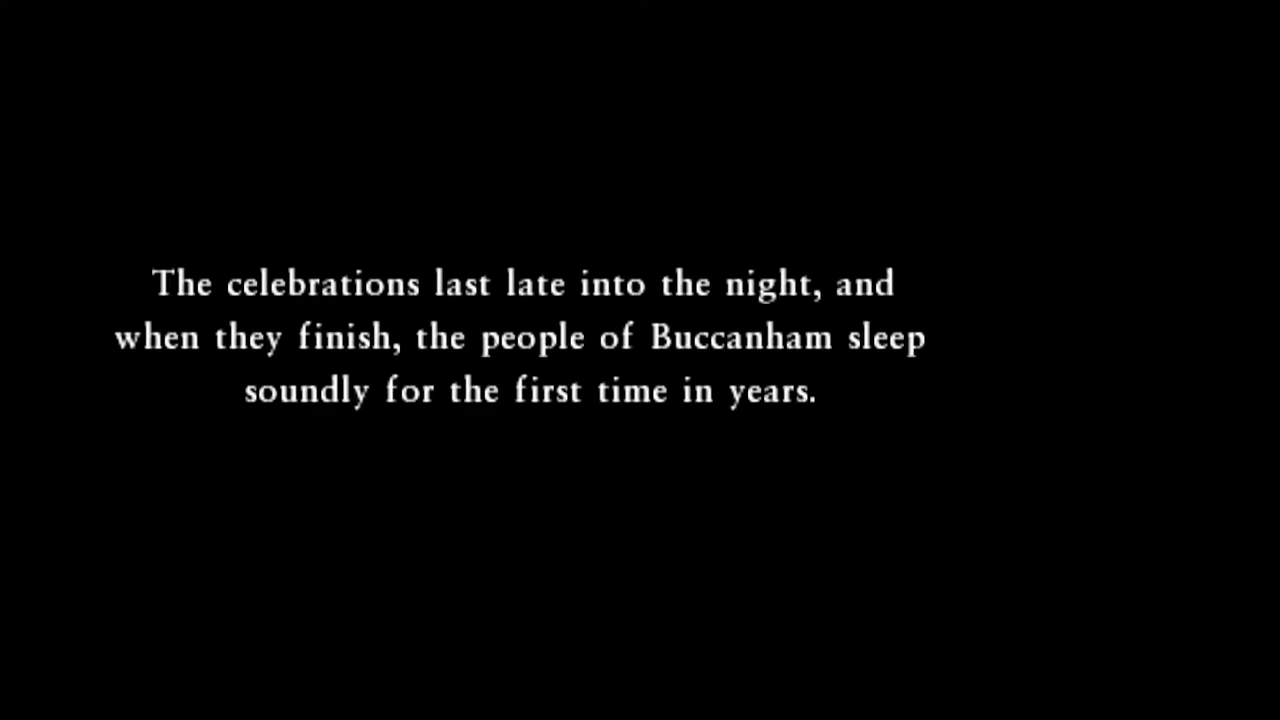 The celebrations last late into the night, and
when they finish, the people of Buccanham sleep
soundly for the first time in years.